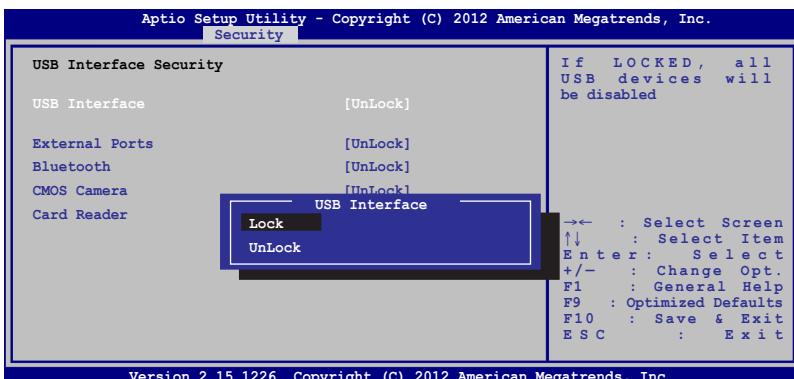 Aptio Setup Utility - Copyright (C) 2012 American Megatrends, Inc.
Security
USB Interface Security
USB Interface [UnLock]
External Ports [UnLock]
Bluetooth [UnLock]
CMOS Camera [UnLock]
Card Reader
USB Interface
Lock
UnLock
If LOCKED, all
USB devices will
be disabled
→← : Select Screen
↑↓ : Select Item
Enter: Select
+/— : Change Opt.
F1 : General Help
F9 : Optimized Defaults
F10 : Save & Exit
ESC : Exit
Version 2.15.1226. Copyright (C) 2012 American Megatrends, Inc.